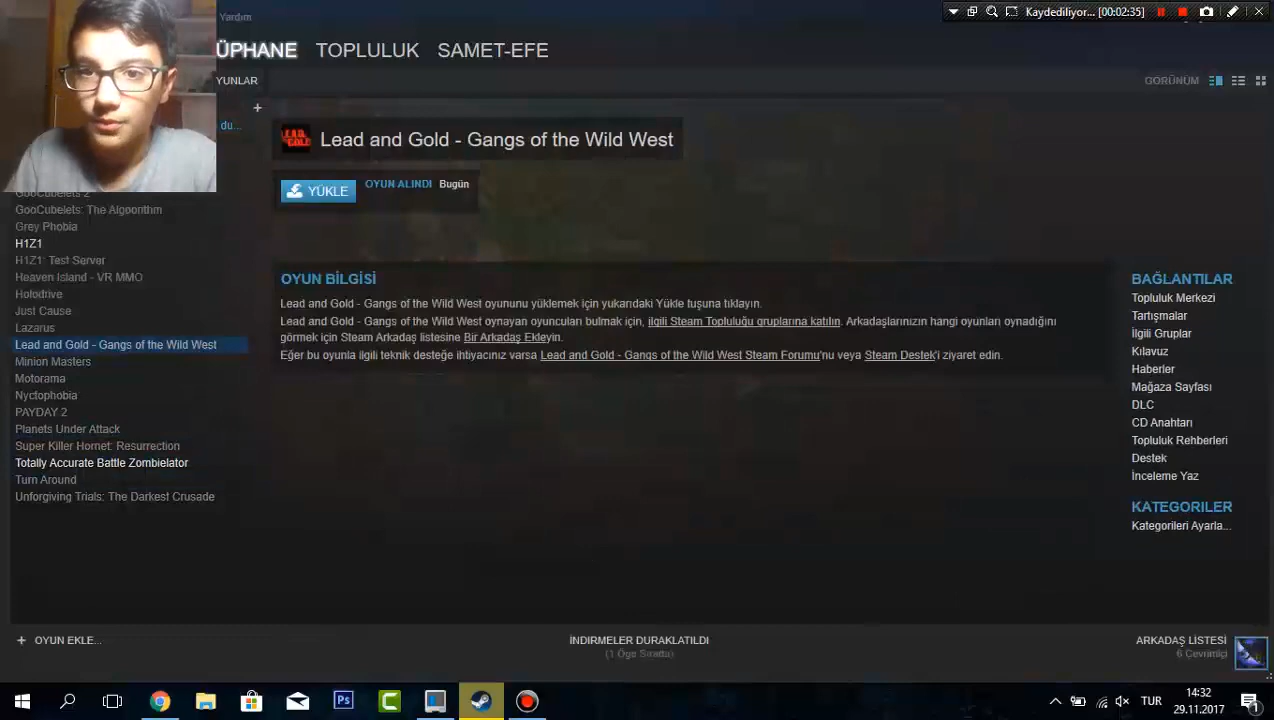 Yardım
Kaydediliyor... [00:02:35]
ÜPHANE TOPLULUK SAMET-EFE
YUNLAR
GÖRÜNÜM
+
du...
LEAD AND GOLD
Lead and Gold - Gangs of the Wild West
YÜKLE
OYUN ALINDI Bugün
GooCubelets 2
GooCubelets: The Algoorithm
Grey Phobia
H1Z1
H1Z1: Test Server
Heaven Island - VR MMO
Holodrive
Just Cause
Lazarus
Lead and Gold - Gangs of the Wild West
Minion Masters
Motorama
Nyctophobia
PAYDAY 2
Planets Under Attack
Super Killer Hornet: Resurrection
Totally Accurate Battle Zombielator
Turn Around
Unforgiving Trials: The Darkest Crusade
OYUN BİLGİSİ
Lead and Gold - Gangs of the Wild West oyununu yüklemek için yukarıdaki Yükle tuşuna tıklayın.
Lead and Gold - Gangs of the Wild West oynayan oyuncuları bulmak için, ilgili Steam Topluluğu gruplarına katılın. Arkadaşlarınızın hangi oyunları oynadığını
görmek için Steam Arkadaş listesine Bir Arkadaş Ekleyin.
Eğer bu oyunla ilgili teknik desteğe ihtiyacınız varsa Lead and Gold - Gangs of the Wild West Steam Forumu'nu veya Steam Destek'i ziyaret edin.
BAĞLANTILAR
Topluluk Merkezi
Tartışmalar
İlgili Gruplar
Kılavuz
Haberler
Mağaza Sayfası
DLC
CD Anahtarı
Topluluk Rehberleri
Destek
İnceleme Yaz
KATEGORILER
Kategorileri Ayarla...
+ OYUN EKLE...
İNDİRMELER DURAKLATILDI
(1 Öge Sırada)
ARKADAŞ LİSTESİ
6 Çevrimiçi
Ps
C
TUR
14:32
29.11.2017
1